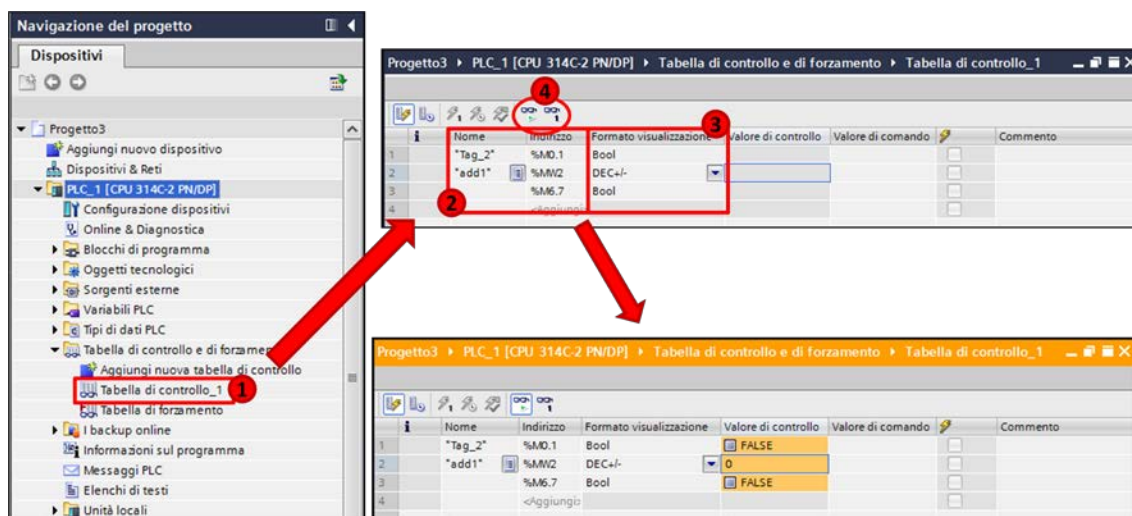 Navigazione del progetto
Dispositivi
Progetto3
Aggiungi nuovo dispositivo
Dispositivi & Reti
PLC_1 [CPU 314C-2 PN/DP]
Configurazione dispositivi
Online & Diagnostica
Blocchi di programma
Oggetti tecnologici
Sorgenti esterne
Variabili PLC
Tipi di dati PLC
Tabella di controllo e di forzamen
Aggiungi nuova tabella di controllo
Tabella di controllo_1 1
Tabella di forzamento
I backup online
Informazioni sul programma
Messaggi PLC
Elenchi di testi
Unità locali
Progetto3 PLC_1 [CPU 314C-2 PN/DP] Tabella di controllo e di forzamento Tabella di controllo_1
4
3
i Nome Indirizzo Formato visualizzazione Valore di controllo Valore di comando Commento
1 "Tag_2" %M0.1 Bool
2 "add1" %MW2 DEC+/-
3 %M6.7 Bool
2
4 <Aggiungi
Progetto3 PLC_1 [CPU 314C-2 PN/DP] Tabella di controllo e di forzamento Tabella di controllo_1
i Nome Indirizzo Formato visualizzazione Valore di controllo Valore di comando Commento
1 "Tag_2" %M0.1 Bool FALSE
2 "add1" %MW2 DEC+/- 0
3 %M6.7 Bool FALSE
4 <Aggiungi